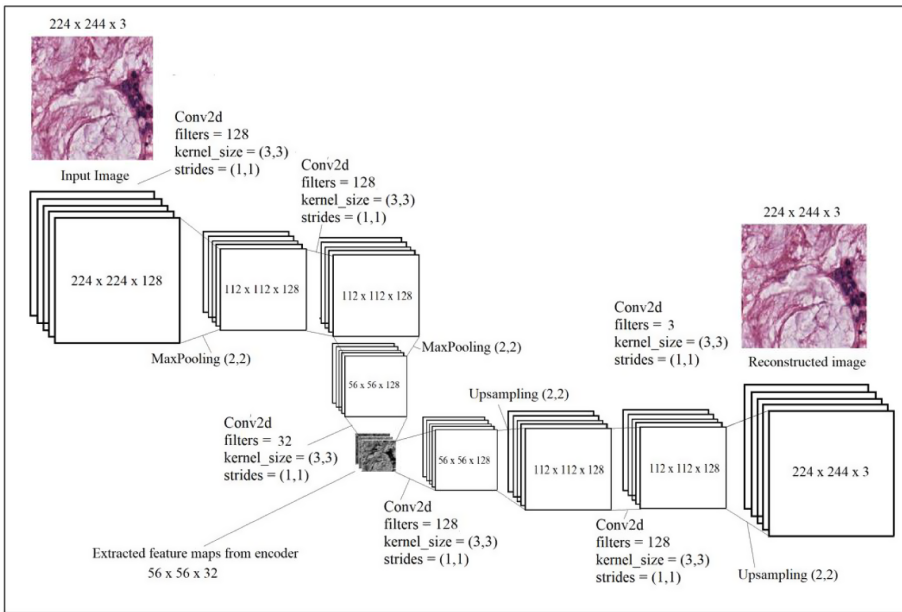 224 x 244 x 3
Conv2d
filters = 128
kernel_size = (3,3)
strides = (1,1)
Input Image
224 x 224 x 128
MaxPooling (2,2)
112 x 112 x 128
Conv2d
filters = 128
kernel_size = (3,3)
strides = (1,1)
112 x 112 x 128
MaxPooling (2,2)
56 x 56 x 128
Conv2d
filters = 32
kernel_size = (3,3)
strides = (1,1)
Extracted feature maps from encoder
56 x 56 x 32
Conv2d
filters = 128
kernel_size = (3,3)
strides = (1,1)
56 x 56 x 128
Upsampling (2,2)
112 x 112 x 128
Conv2d
filters = 128
kernel_size = (3,3)
strides = (1,1)
112 x 112 x 128
Conv2d
filters = 3
kernel_size = (3,3)
strides = (1,1)
Upsampling (2,2)
224 x 244 x 3
Reconstructed image
224 x 244 x 3